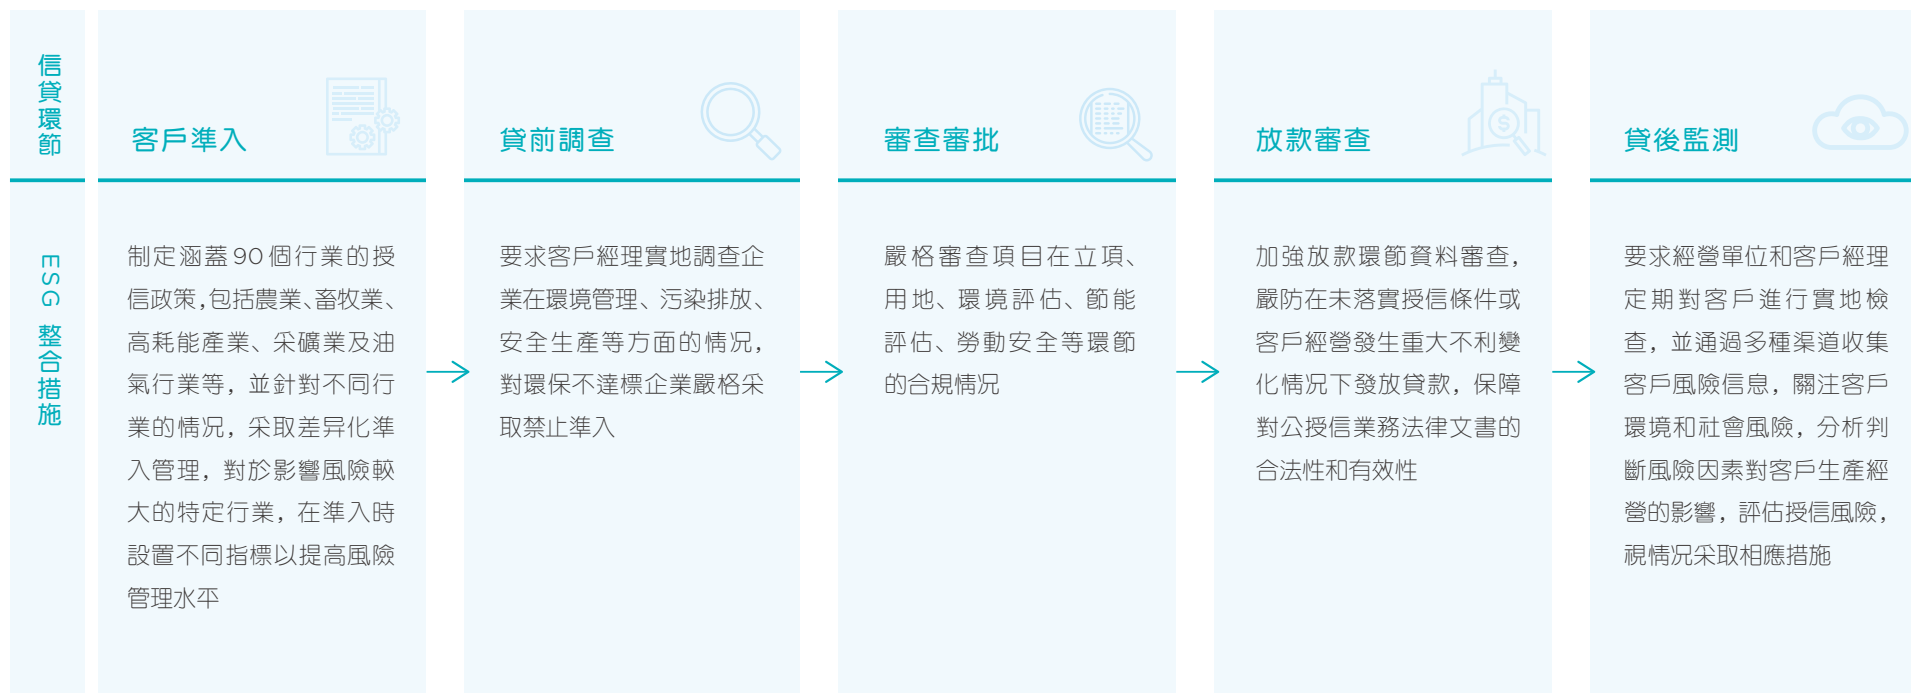 信貸環節
ESG 整合措施
客戶準入
制定涵蓋 90 個行業的授
信政策,包括農業、畜牧業、
高耗能產業、采礦業及油
氣行業等，並針對不同行
業的情況，采取差异化準
入管理，對於影響風險較
大的特定行業，在準入時
設置不同指標以提高風險
管理水平
貸前調查
要求客戶經理實地調查企
業在環境管理、污染排放、
安全生產等方面的情況，
對環保不達標企業嚴格采
取禁止準入
審查審批
嚴格審查項目在立項、
用地、環境評估、節能
評估、勞動安全等環節
的合規情況
放款審查
加強放款環節資料審查，
嚴防在未落實授信條件或
客戶經營發生重大不利變
化情況下發放貸款，保障
對公授信業務法律文書的
合法性和有效性
貸後監測
要求經營單位和客戶經理
定期對客戶進行實地檢
查，並通過多種渠道收集
客戶風險信息，關注客戶
環境和社會風險，分析判
斷風險因素對客戶生產經
營的影響，評估授信風險，
視情況采取相應措施